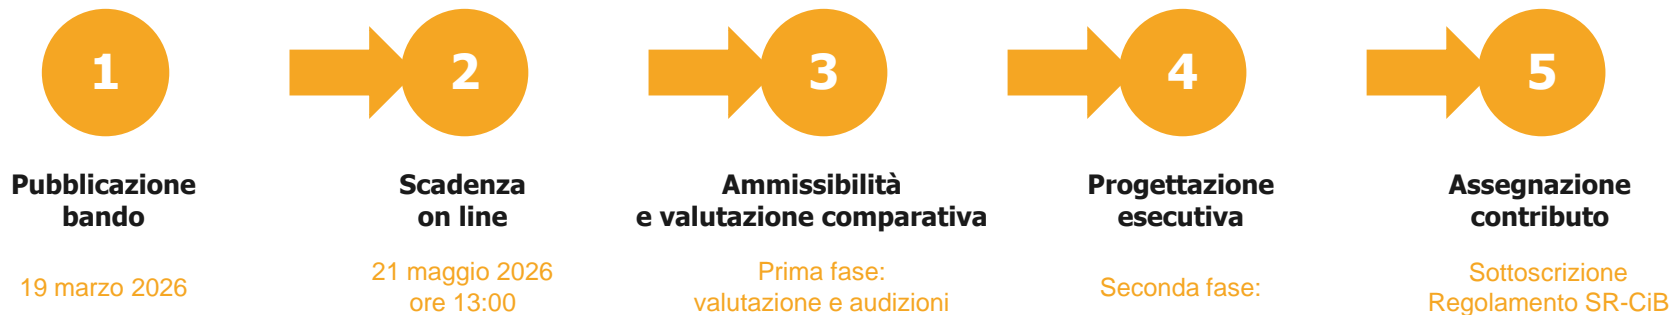 1
2
3
4
5
Pubblicazione
bando
19 marzo 2026
Scadenza
on line
21 maggio 2026
ore 13:00
Ammissibilità
e valutazione comparativa
Prima fase:
valutazione e audizioni
Progettazione
esecutiva
Seconda fase:
Assegnazione
contributo
Sottoscrizione
Regolamento SR-CiB